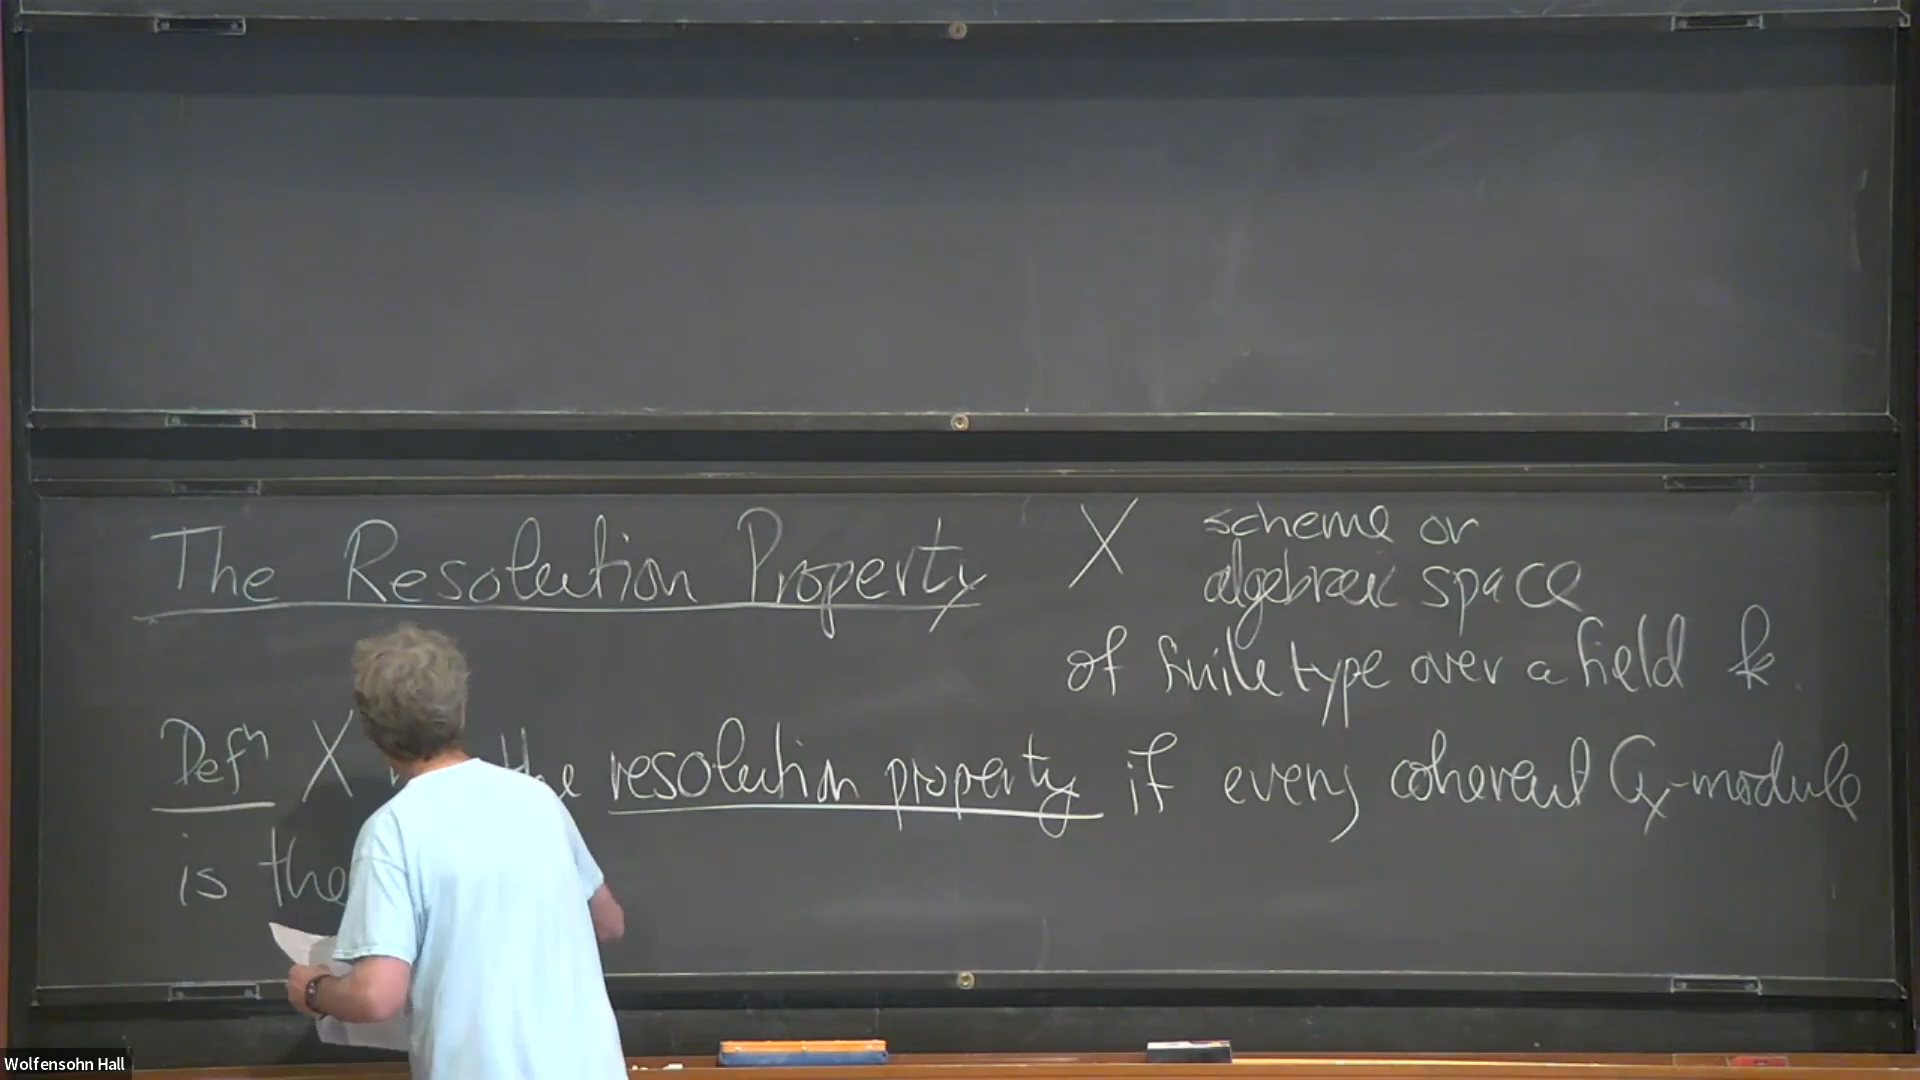 The Resolution Property
X scheme or
algebraic space
of finite type over a field k.
Defⁿ X the resolution property if every coherent O_X-module
is the
Wolfensohn Hall